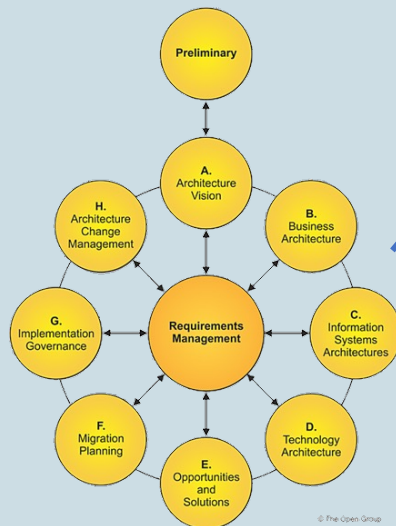 Preliminary
A.
Architecture
Vision
H.
Architecture
Change
Management
B.
Business
Architecture
G.
Implementation
Governance
Requirements
Management
C.
Information
Systems
Architectures
F.
Migration
Planning
D.
Technology
Architecture
E.
Opportunities
and
Solutions
© The Open Group